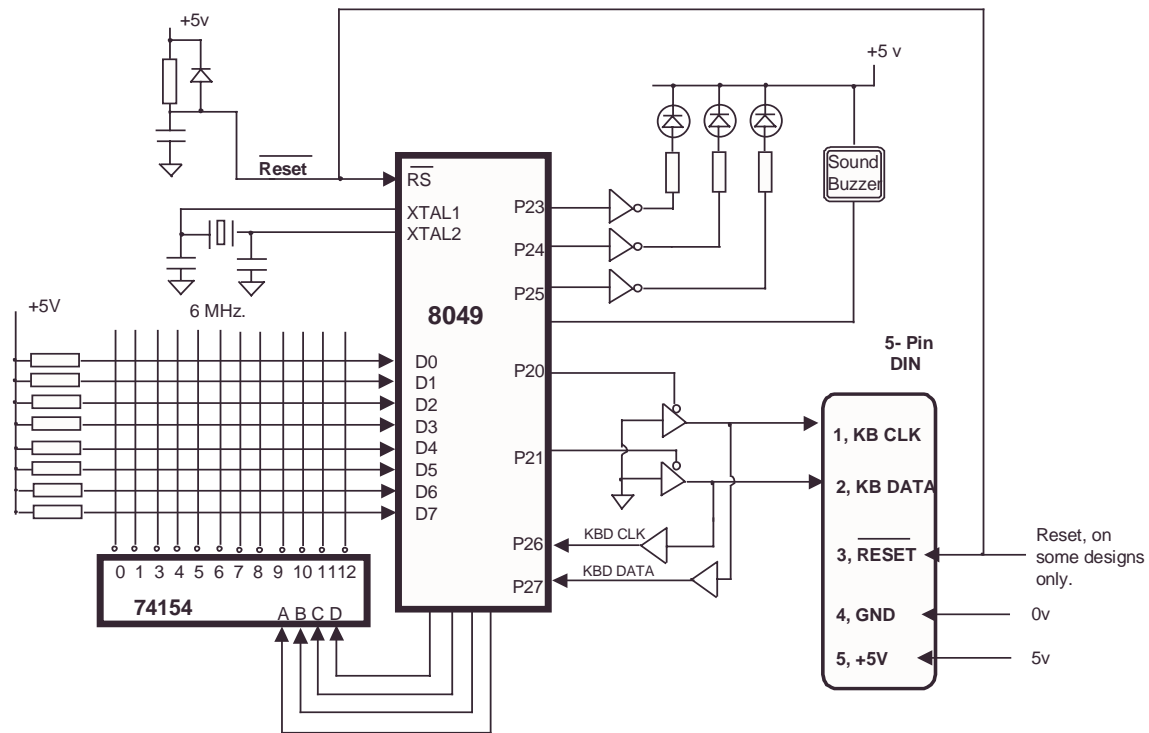 +5v
+5 v
Reset
Sound
Buzzer
RS
XTAL1
XTAL2
P23
P24
P25
6 MHz.
+5V
8049
D0
D1
D2
D3
D4
D5
D6
D7
P20
P21
P26
P27
KBD CLK
KBD DATA
5- Pin
DIN
1, KB CLK
2, KB DATA
3, RESET
4, GND
5, +5V
Reset, on
some designs
only.
0v
5v
0 1 3 4 5 6 7 8 9 10 11 12
74154
A B C D